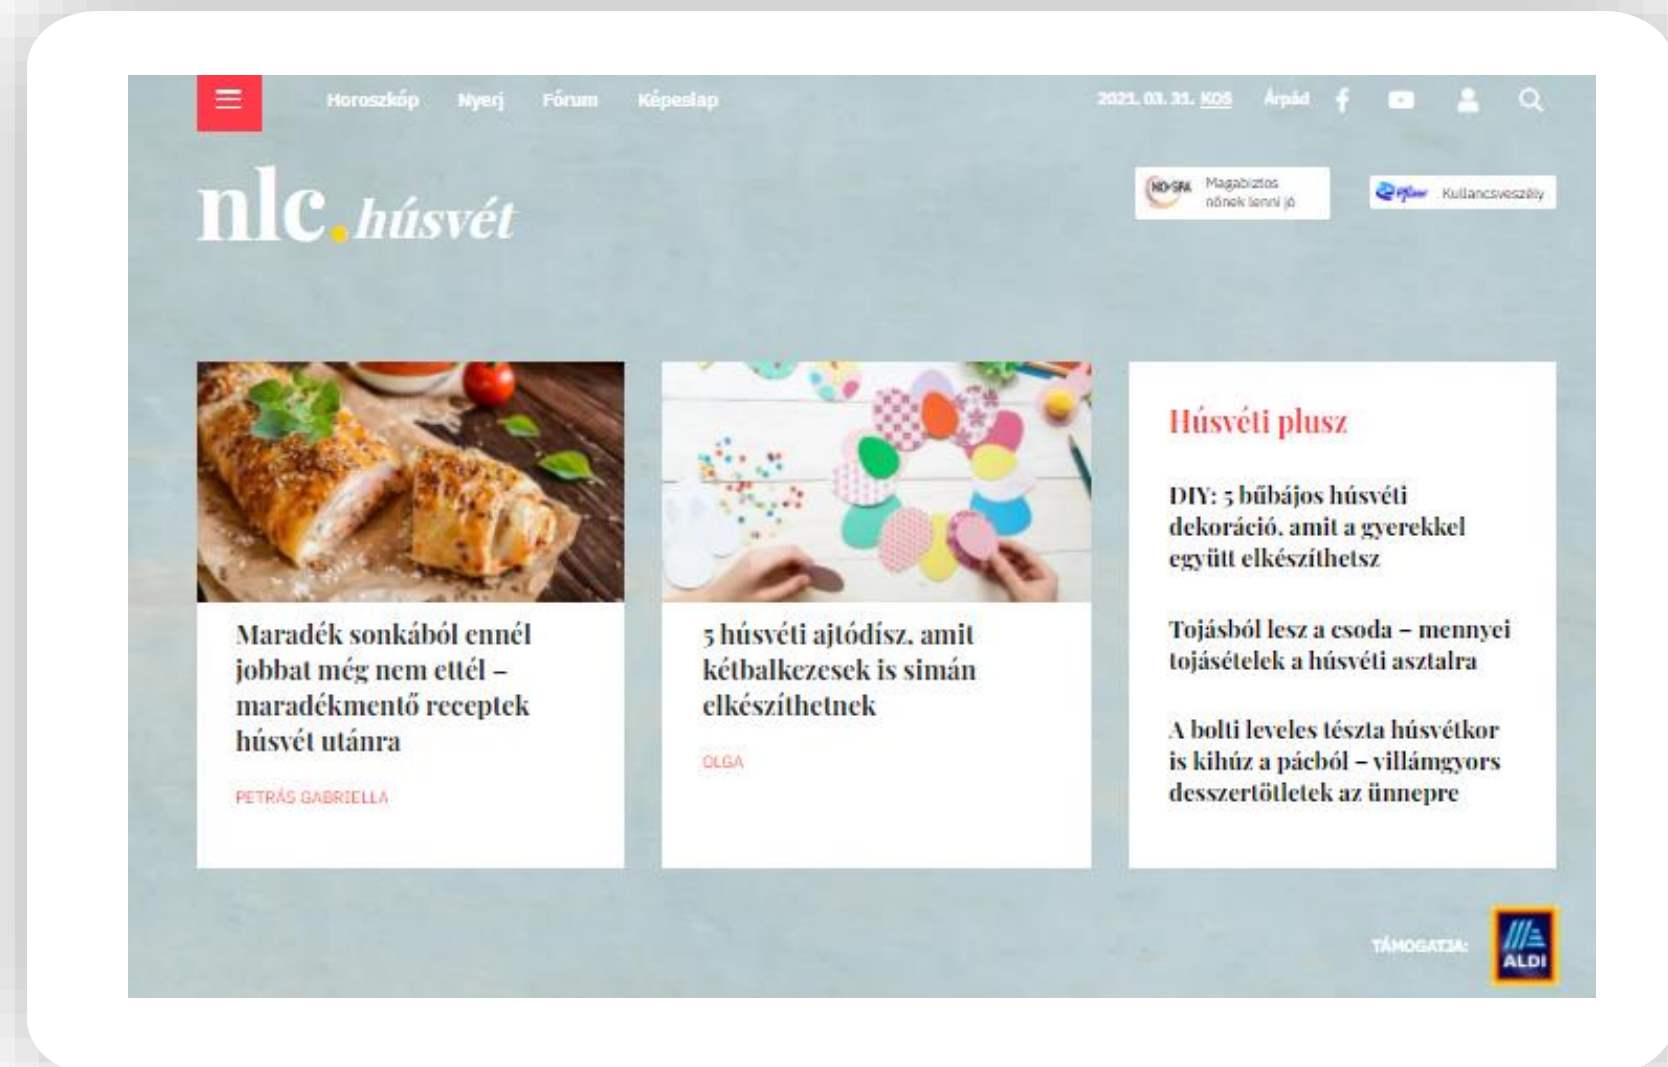 Horoszkóp Nyerj Fórum Képeslap
2021. 03. 31. KOS Árpád
nlc.húsvét
NO-SPA Magabiztos
nőnek lenni jó
Pfizer Kullancsveszély
Maradék sonkából ennél
jobbat még nem ettél –
maradékmentő receptek
húsvét utánra
PETRÁS GABRIELLA
5 húsvéti ajtódísz, amit
kétbalkezesek is simán
elkészíthetnek
OLGA
Húsvéti plusz
DIY: 5 bűbájos húsvéti
dekoráció, amit a gyerekkel
együtt elkészíthetsz
Tojásból lesz a csoda – mennyei
tojásételek a húsvéti asztalra
A bolti leveles tészta húsvétkor
is kihúz a pácból – villámgyors
desszertötletek az ünnepre
TÁMOGATJA:
ALDI